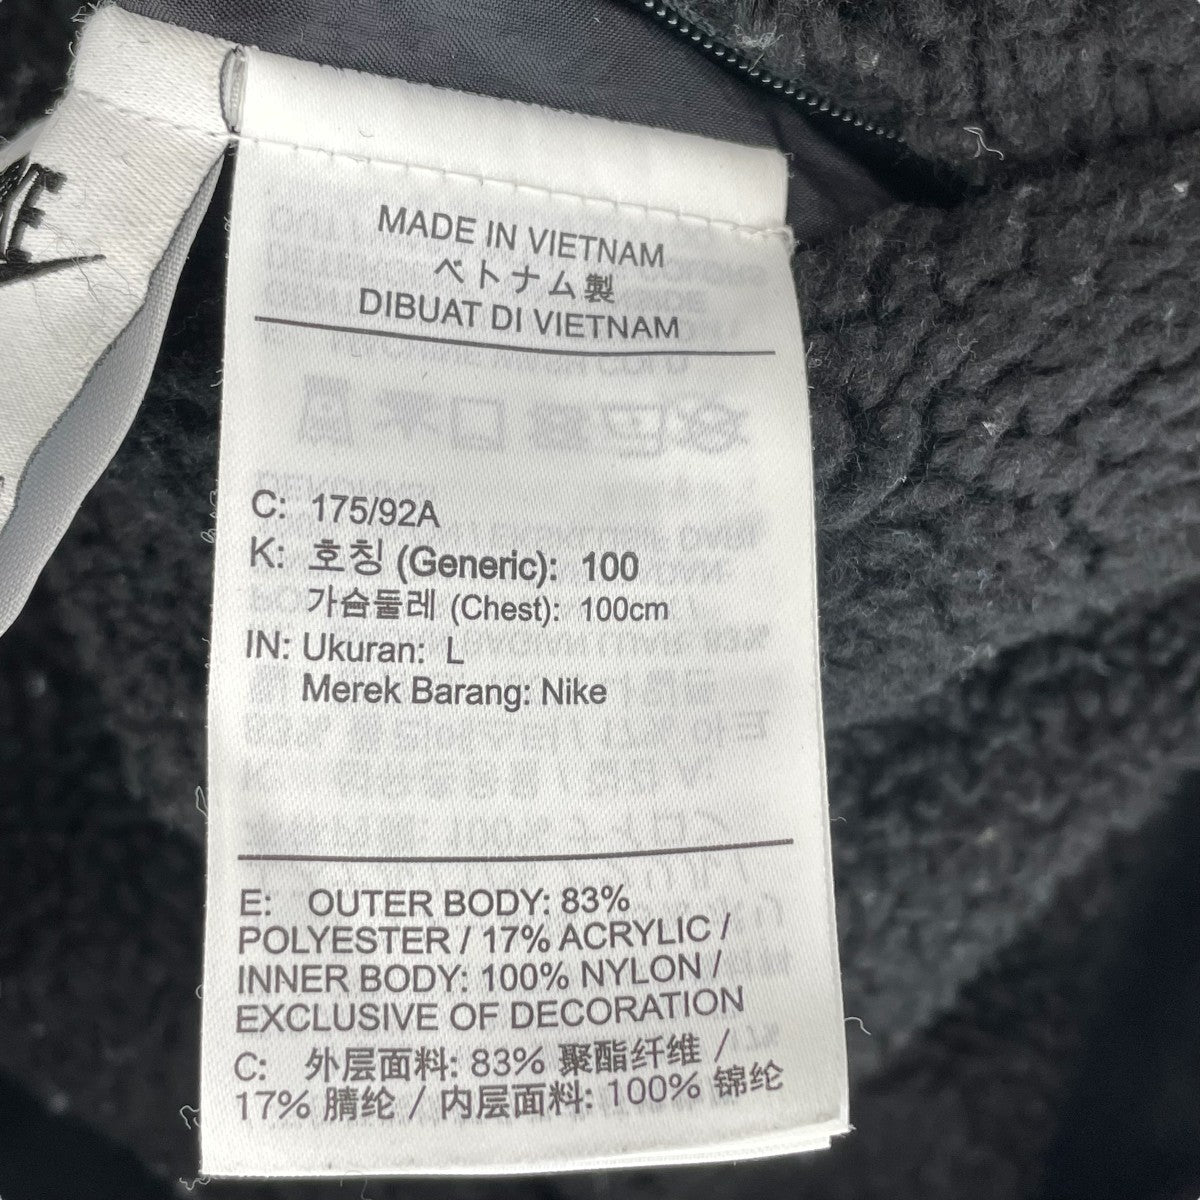 MADE IN VIETNAM
ベトナム製
DIBUAT DI VIETNAM
C: 175/92A
K: 호칭 (Generic): 100
가슴둘레 (Chest): 100cm
IN: Ukuran: L
Merek Barang: Nike
E: OUTER BODY: 83%
POLYESTER / 17% ACRYLIC /
INNER BODY: 100% NYLON /
EXCLUSIVE OF DECORATION
C: 外层面料: 83% 聚酯纤维 /
17% 腈纶 / 内层面料: 100% 锦纶